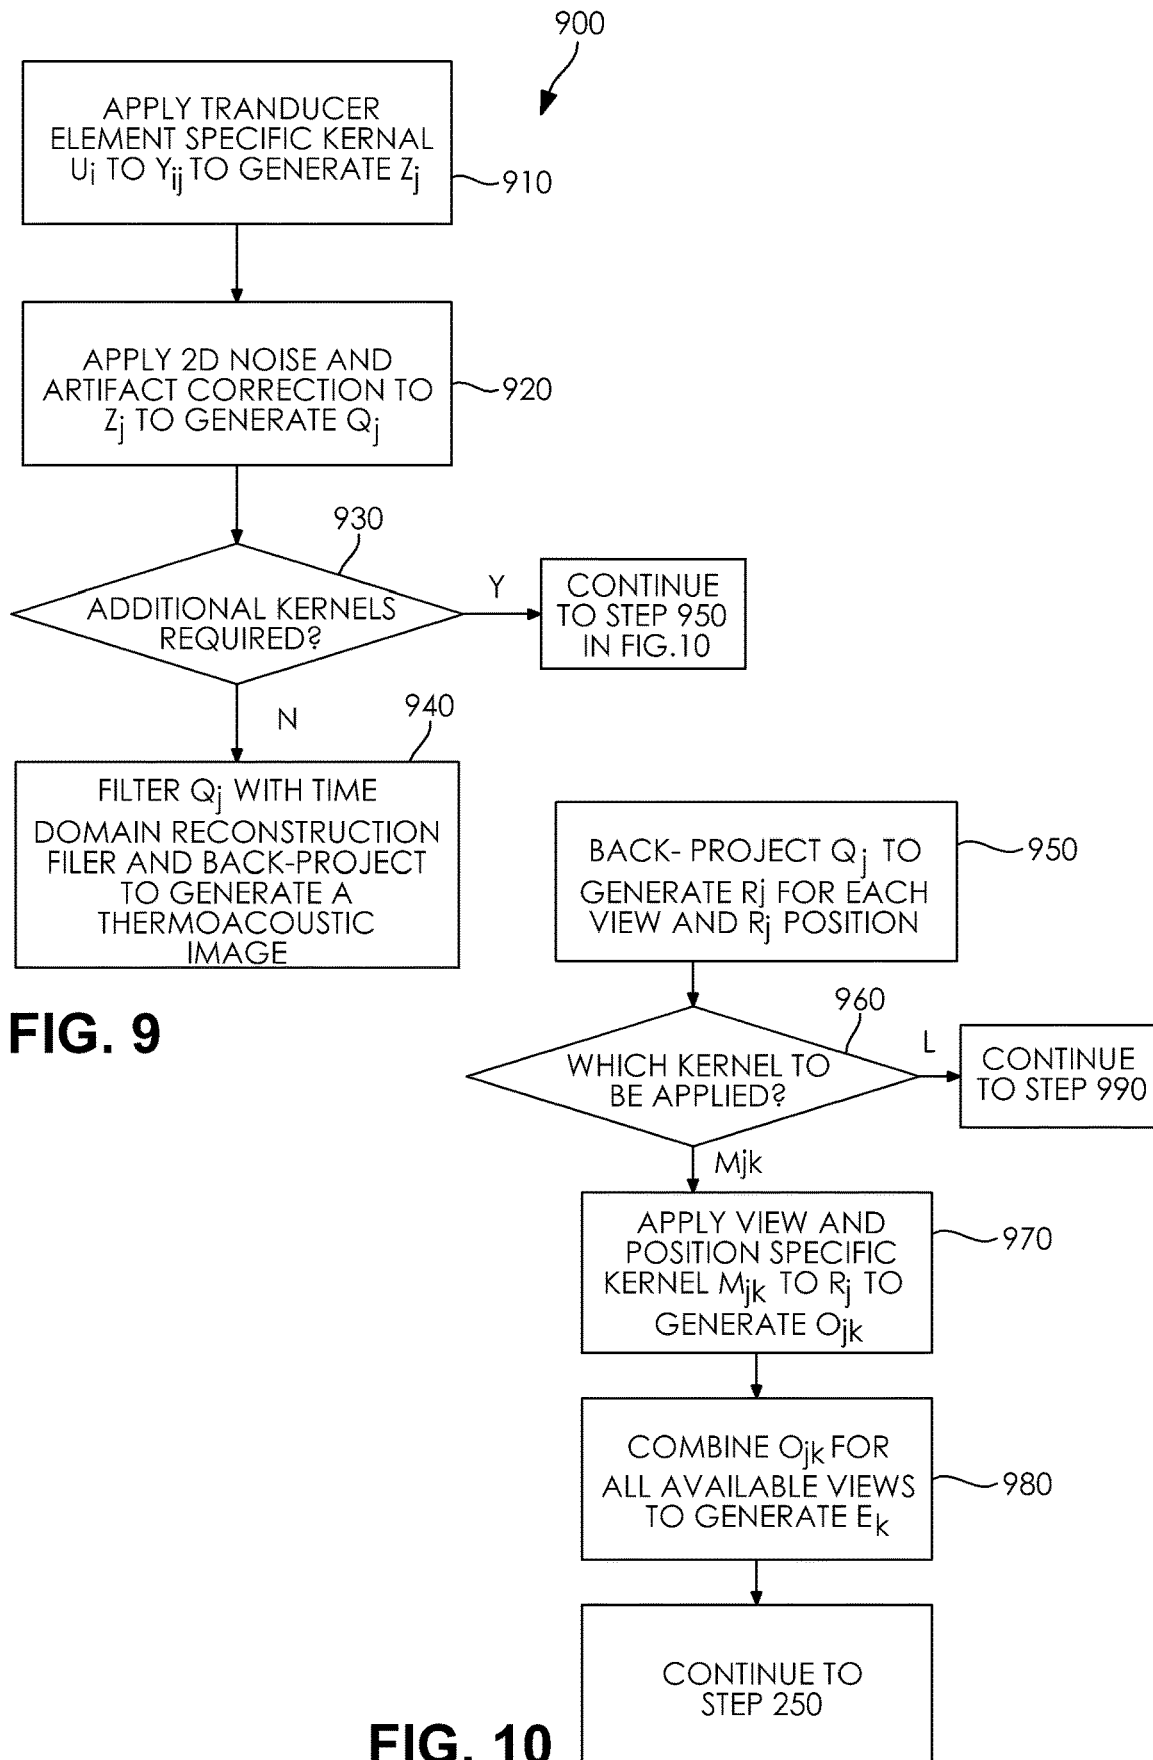 900
APPLY TRANDUCER
ELEMENT SPECIFIC KERNAL
Ui TO Yij TO GENERATE Zj
910
APPLY 2D NOISE AND
ARTIFACT CORRECTION TO
Zj TO GENERATE Qj
920
930
ADDITIONAL KERNELS
REQUIRED?
Y
CONTINUE
TO STEP 950
IN FIG.10
N
940
FILTER Qj WITH TIME
DOMAIN RECONSTRUCTION
FILER AND BACK-PROJECT
TO GENERATE A
THERMOACOUSTIC
IMAGE
FIG. 9
BACK- PROJECT Qj TO
GENERATE Rj FOR EACH
VIEW AND Rj POSITION
950
960
WHICH KERNEL TO
BE APPLIED?
L
CONTINUE
TO STEP 990
Mjk
APPLY VIEW AND
POSITION SPECIFIC
KERNEL Mjk TO Rj TO
GENERATE Ojk
970
COMBINE Ojk FOR
ALL AVAILABLE VIEWS
TO GENERATE Ek
980
CONTINUE TO
STEP 250
FIG. 10